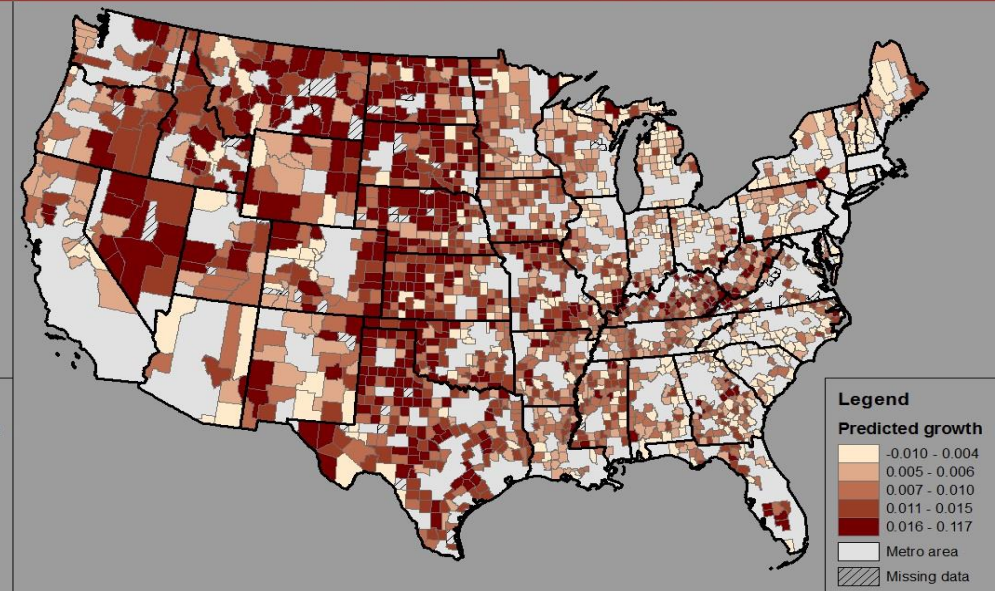 Legend
Predicted growth
-0.010 - 0.004
0.005 - 0.006
0.007 - 0.010
0.011 - 0.015
0.016 - 0.117
Metro area
Missing data